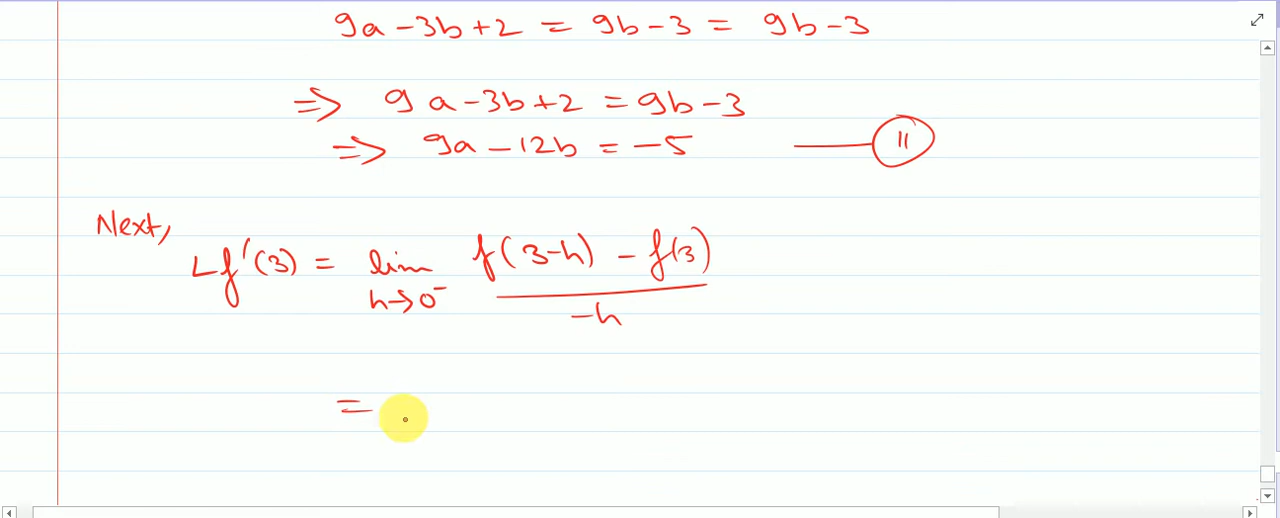 9a - 3b + 2 = 9b - 3 = 9b - 3
⇒ 9a - 3b + 2 = 9b - 3
⇒ 9a - 12b = -5 —— (11)
Next,
Lf'(3) = lim h→0⁻ f(3-h) - f(3) / -h
=